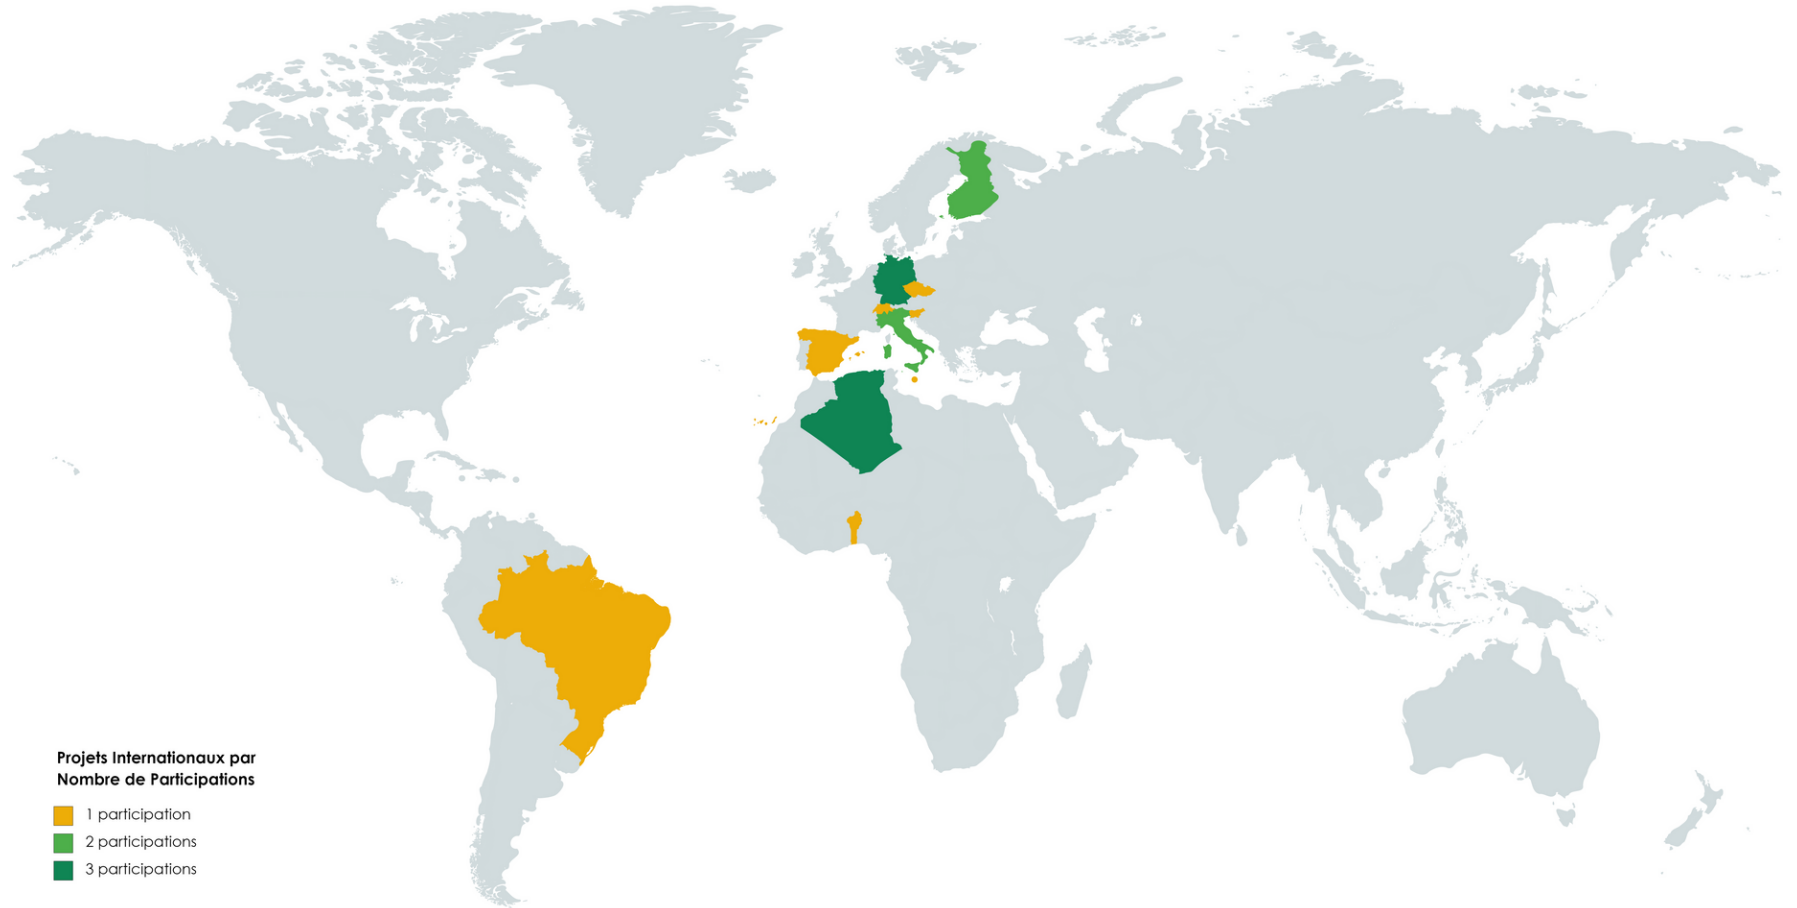 Projets Internationaux par
Nombre de Participations
1 participation
2 participations
3 participations